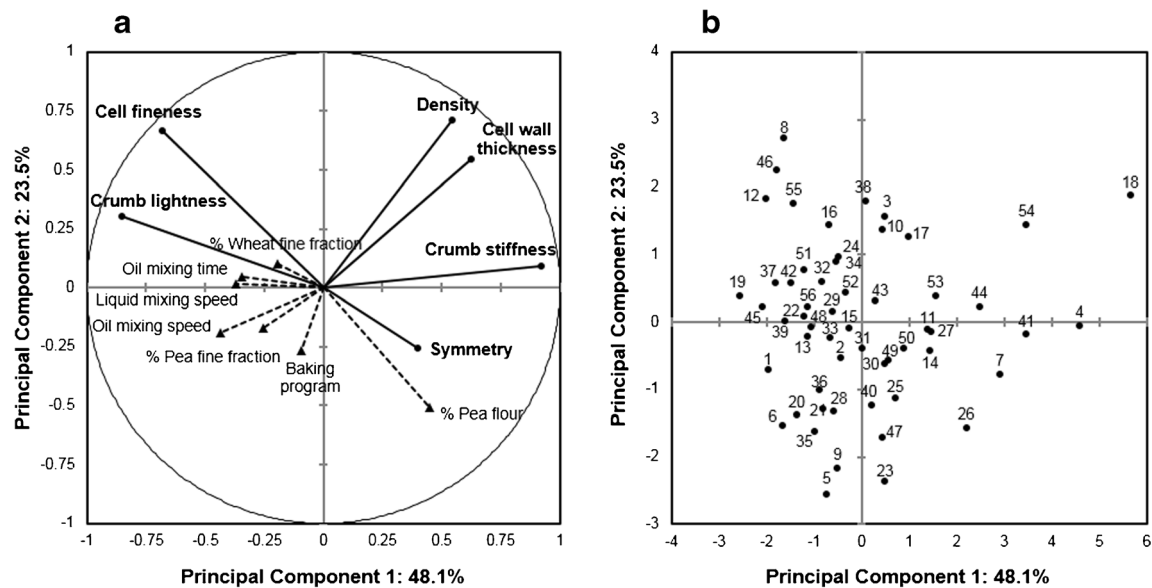 a
b
1
0.75
0.5
0.25
0
-0.25
-0.5
-0.75
-1
Principal Component 2: 23.5%
Cell fineness
Density
Cell wall
thickness
Crumb lightness
% Wheat fine fraction
Crumb stiffness
Oil mixing time
Liquid mixing speed
Oil mixing speed
% Pea fine fraction
Baking
program
Symmetry
% Pea flour
-1 -0.75 -0.5 -0.25 0 0.25 0.5 0.75 1
Principal Component 1: 48.1%
4
3
2
1
0
-1
-2
-3
Principal Component 2: 23.5%
8
46
12 55
16
38 3
10
17
18
54
51
24
34
37 42 32
52
19
45
22
56
29
48
15
43
53
44
4
39
13
33
2
31
30
49
50
11
27
14
41
7
1
36
20
21
28
6
35
40
25
47
26
9
5
23
-4 -3 -2 -1 0 1 2 3 4 5 6
Principal Component 1: 48.1%